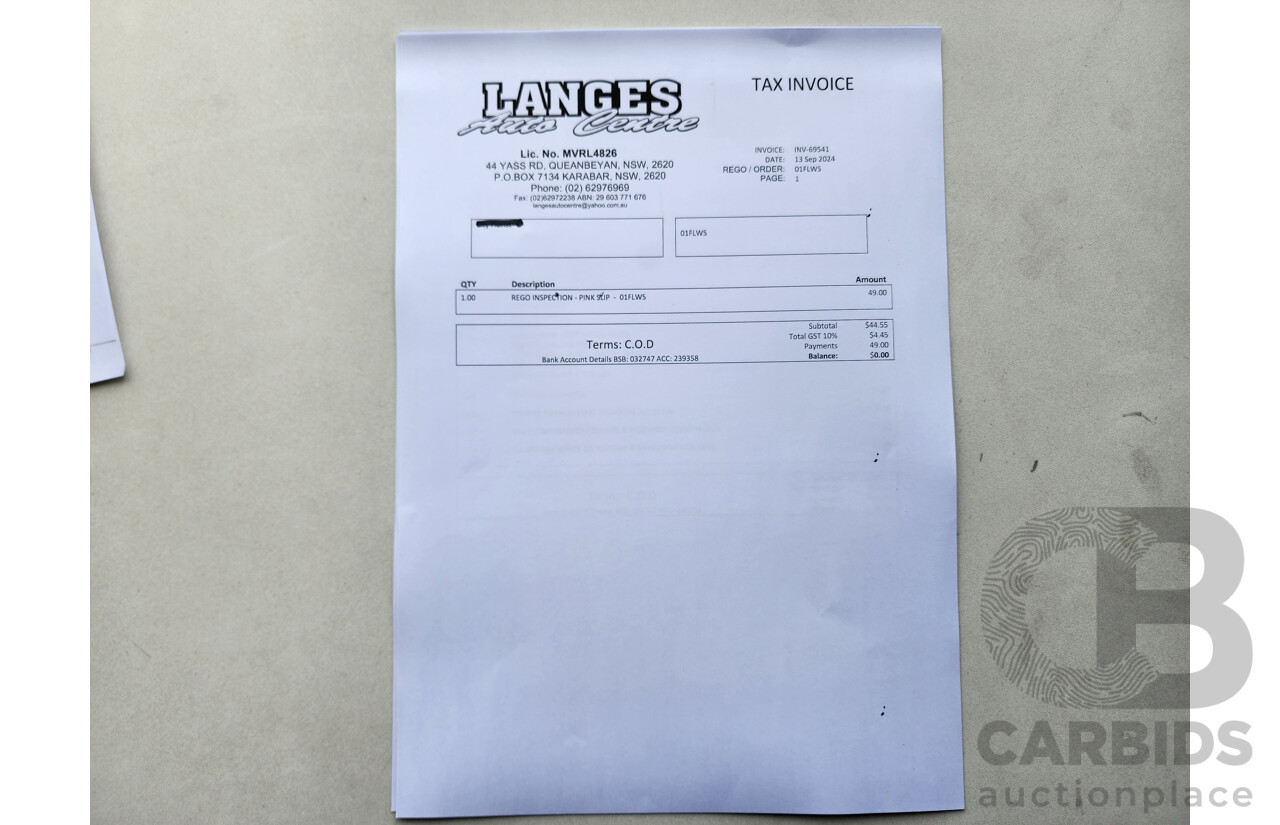 LANGES
Auto Centre
TAX INVOICE
Lic. No. MVRL4826
44 YASS RD, QUEANBEYAN, NSW, 2620
P.O.BOX 7134 KARABAR, NSW, 2620
Phone: (02) 62976969
Fax: (02)62972238 ABN: 29 603 771 676
langesautocentre@yahoo.com.au
INVOICE: INV-69541
DATE: 13 Sep 2024
REGO / ORDER: 01FLW5
PAGE: 1
01FLW5
QTY Description Amount
1.00 REGO INSPECTION - PINK SLIP - 01FLW5 49.00
Terms: C.O.D
Bank Account Details BSB: 032747 ACC: 239358
Subtotal $44.55
Total GST 10% $4.45
Payments 49.00
Balance: $0.00
CB
CARBIDS
auctionplace